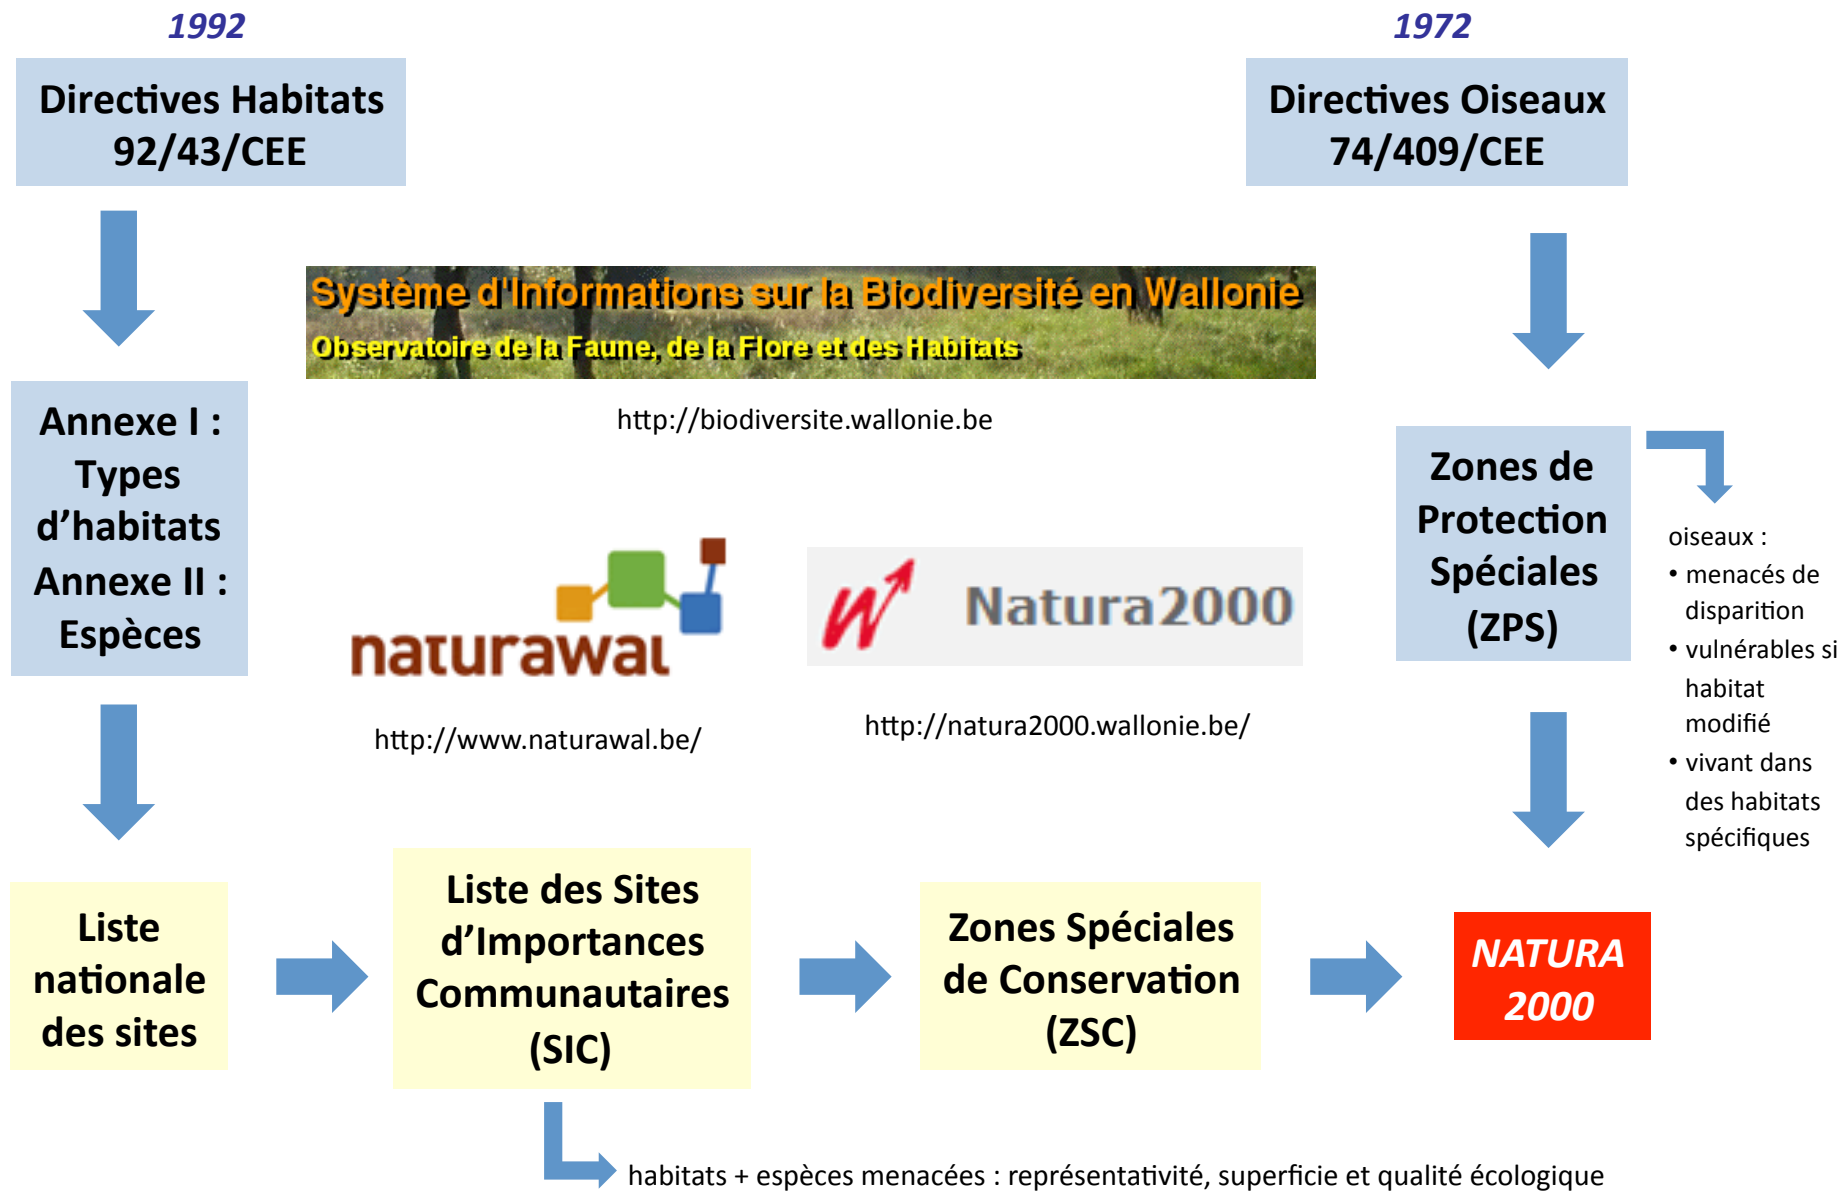 1992
Directives Habitats
92/43/CEE
1972
Directives Oiseaux
74/409/CEE
Système d'Informations sur la Biodiversité en Wallonie
Observatoire de la Faune, de la Flore et des Habitats
http://biodiversite.wallonie.be
Annexe I :
Types
d’habitats
Annexe II :
Espèces
naturawal
http://www.naturawal.be/
Natura2000
http://natura2000.wallonie.be/
Zones de
Protection
Spéciales
(ZPS)
oiseaux :
• menacés de
disparition
• vulnérables si
habitat
modifié
• vivant dans
des habitats
spécifiques
Liste
nationale
des sites
Liste des Sites
d’Importances
Communautaires
(SIC)
Zones Spéciales
de Conservation
(ZSC)
NATURA
2000
habitats + espèces menacées : représentativité, superficie et qualité écologique